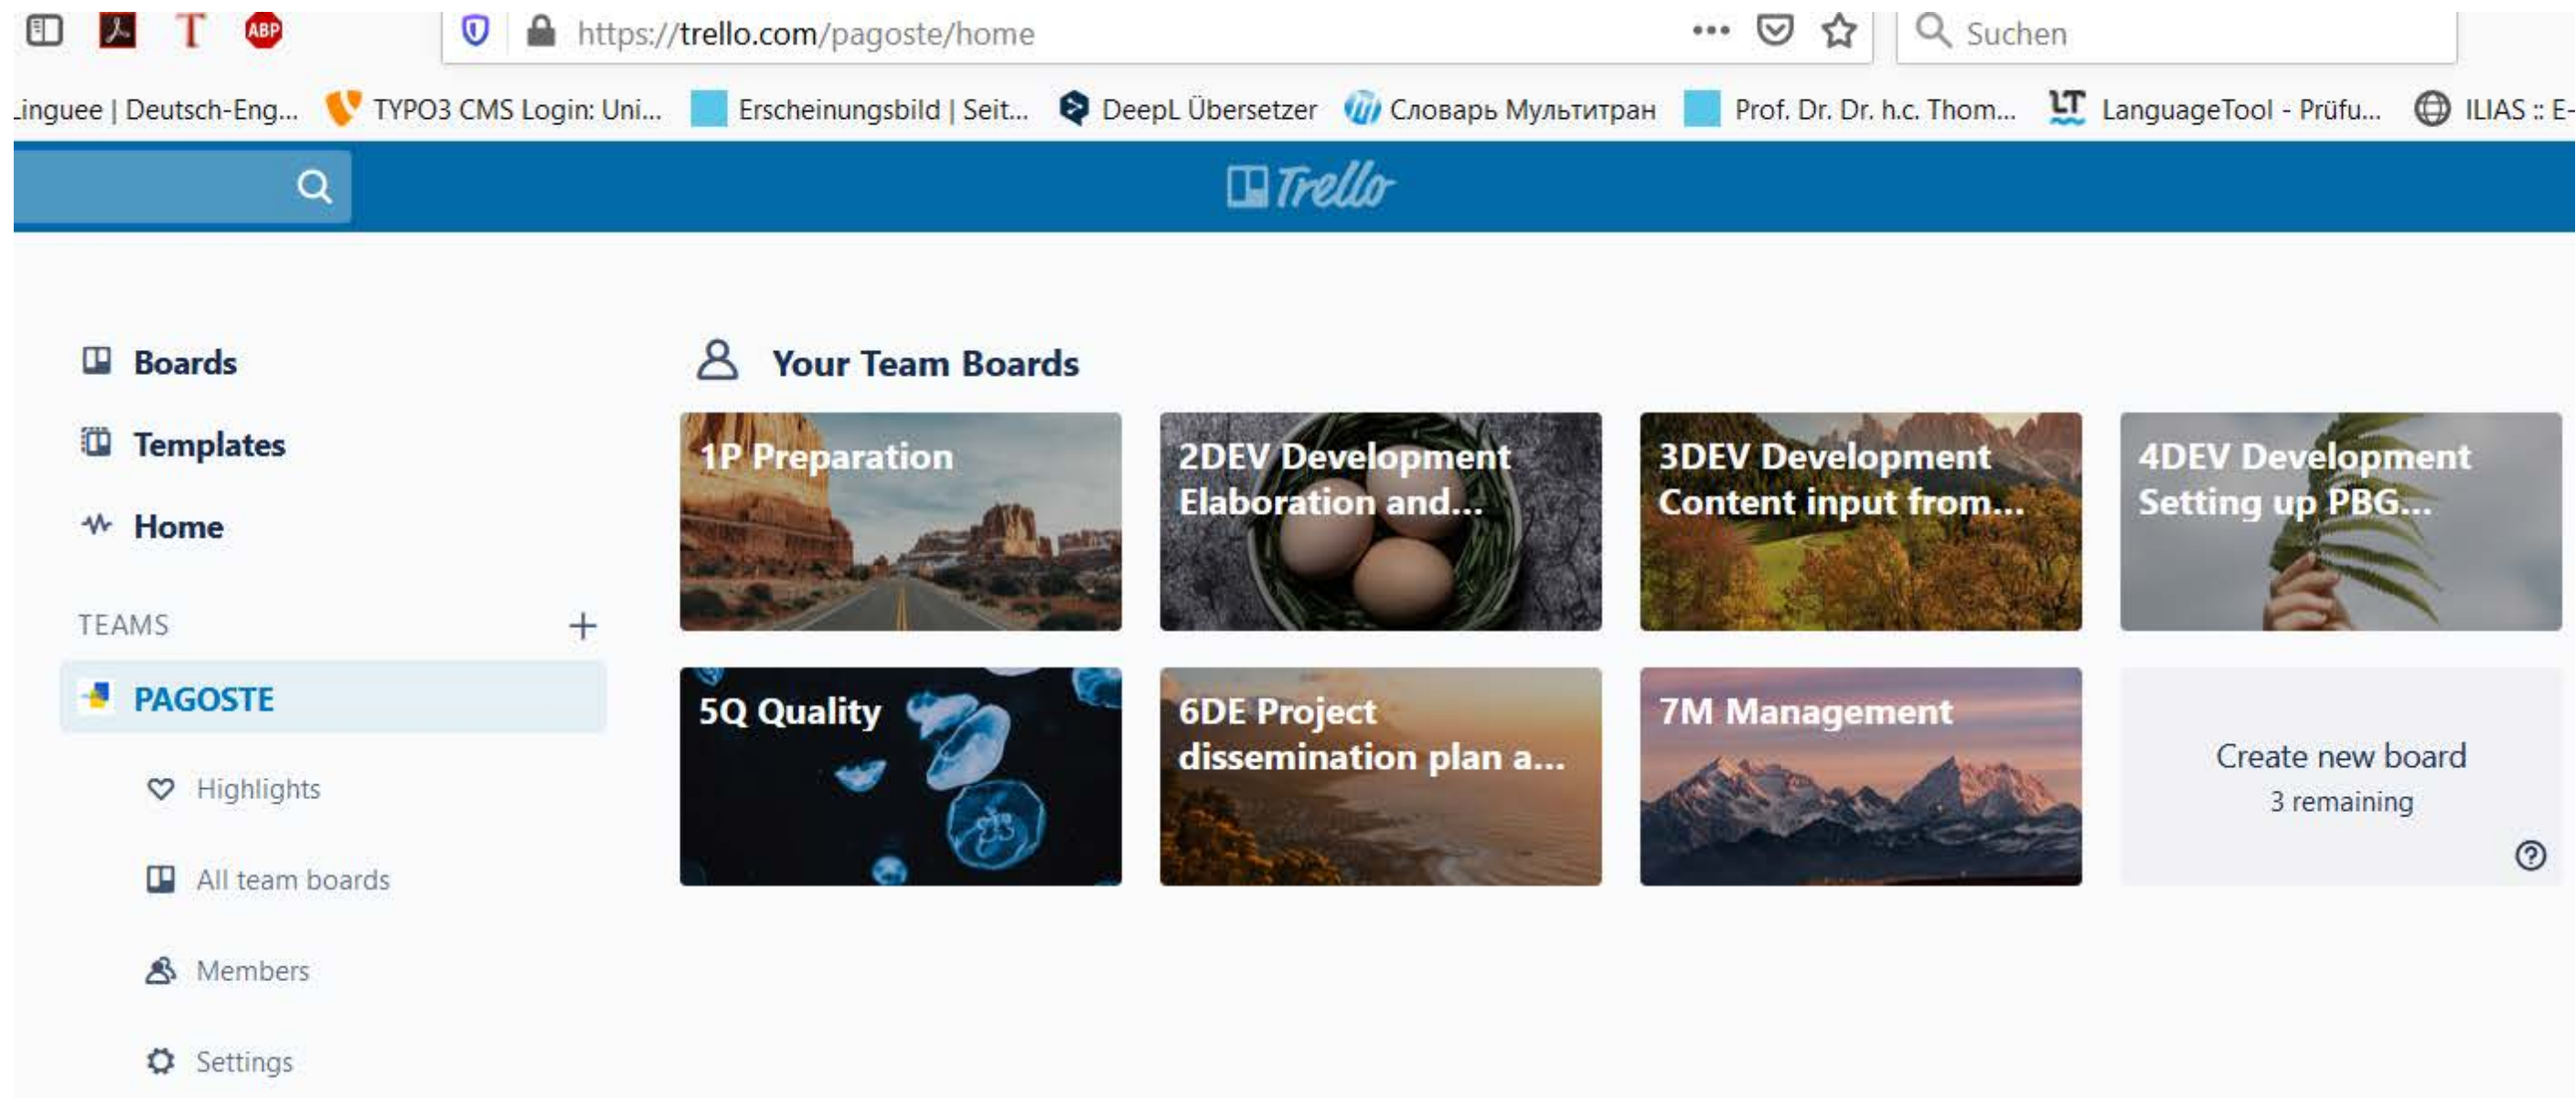 ABP
https://trello.com/pagoste/home
Suchen
Linguee | Deutsch-Eng...
TYPO3 CMS Login: Uni...
Erscheinungsbild | Seit...
DeepL Übersetzer
Словарь Мультитран
Prof. Dr. Dr. h.c. Thom...
LT
LanguageTool - Prüfu...
ILIAS :: E-
Trello
Boards
Templates
Home
TEAMS
PAGOSTE
Highlights
All team boards
Members
Settings
Your Team Boards
1P Preparation
2DEV Development
Elaboration and...
3DEV Development
Content input from...
4DEV Development
Setting up PBG...
5Q Quality
6DE Project
dissemination plan a...
7M Management
Create new board
3 remaining